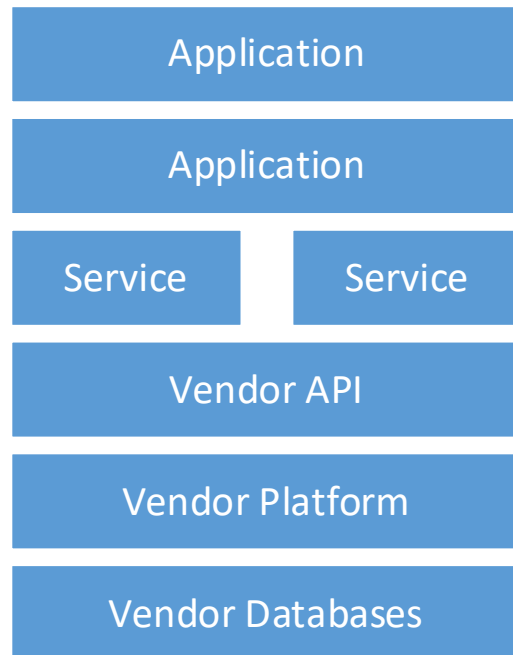 Application
Application
Service
Service
Vendor API
Vendor Platform
Vendor Databases